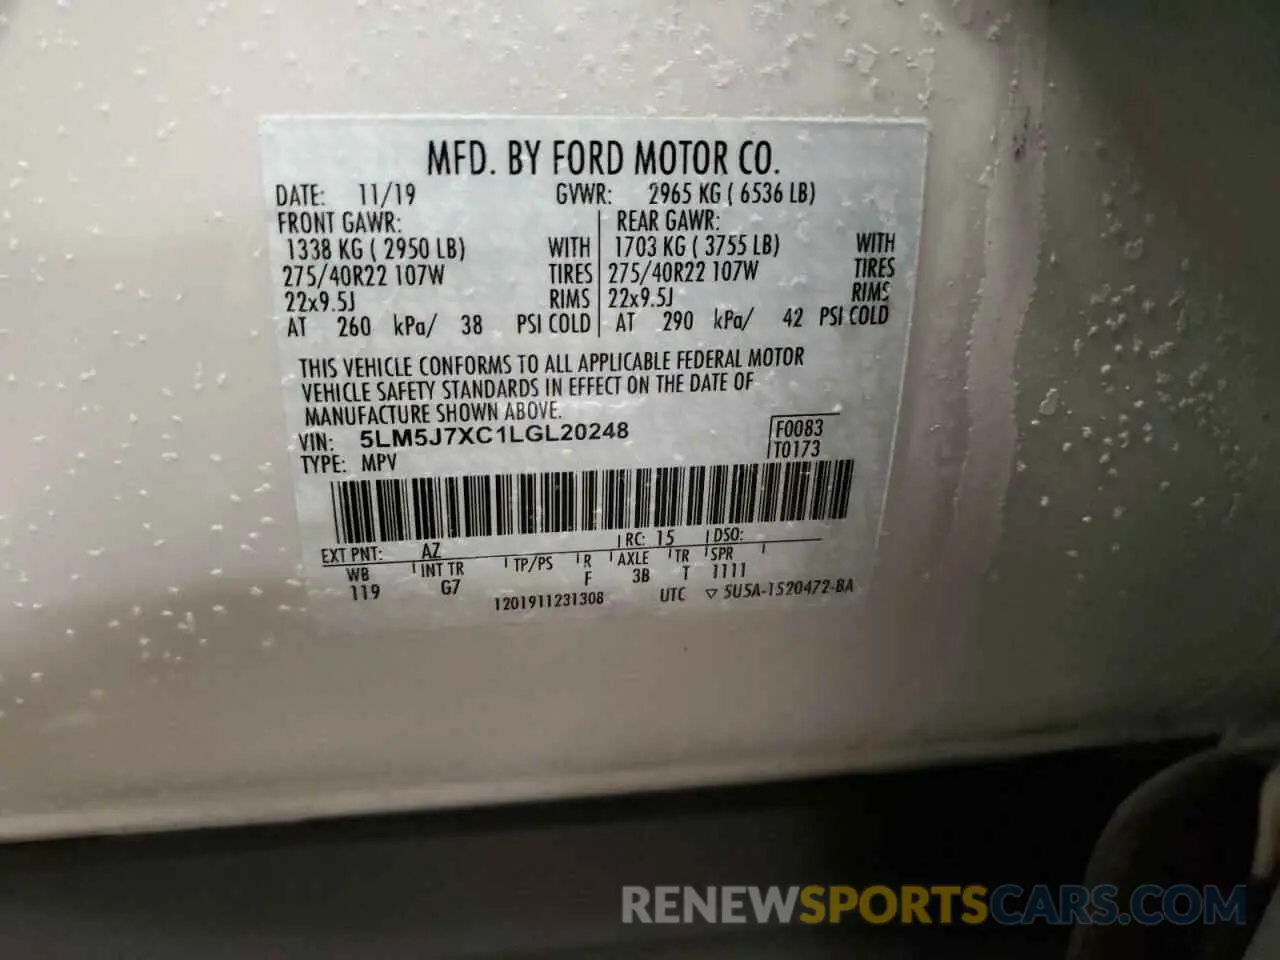 MFD. BY FORD MOTOR CO.
DATE: 11/19 GVWR: 2965 KG ( 6536 LB)
FRONT GAWR: REAR GAWR:
1338 KG ( 2950 LB) WITH 1703 KG ( 3755 LB) WITH
275/40R22 107W TIRES 275/40R22 107W TIRES
22x9.5J RIMS 22x9.5J RIMS
AT 260 kPa/ 38 PSI COLD AT 290 kPa/ 42 PSI COLD
THIS VEHICLE CONFORMS TO ALL APPLICABLE FEDERAL MOTOR
VEHICLE SAFETY STANDARDS IN EFFECT ON THE DATE OF
MANUFACTURE SHOWN ABOVE.
VIN: 5LM5J7XC1LGL20248 F0083
TYPE: MPV T0173
EXT PNT: AZ RC: 15 DSO:
WB INT TR TP/PS R AXLE TR SPR
119 G7 F 3B T 1111
1201911231308 UTC ▽ 5U5A-1520472-BA
RENEWSPORTSCARS.COM